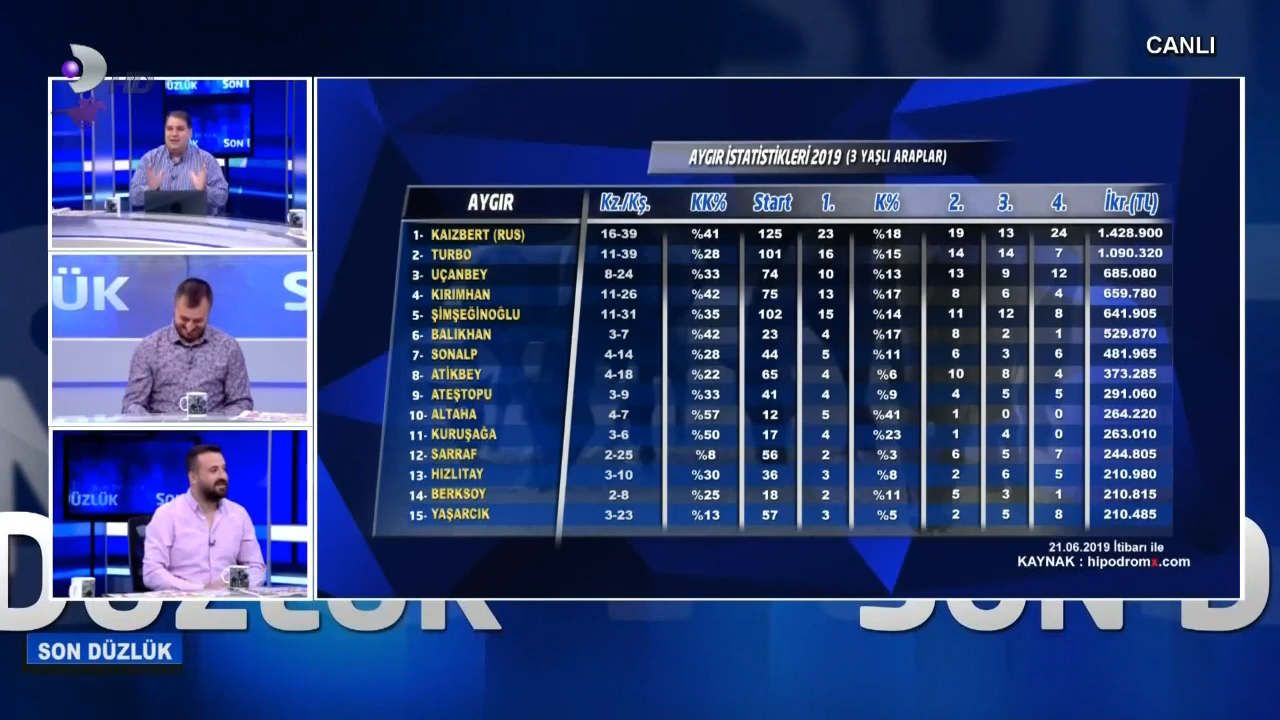 CANLI
HD
ÜZLÜK
SON D
SON D
ÜK
S
DÜZLÜK
SON
AYGIR İSTATİSTİKLERİ 2019 (3 YAŞLI ARAPLAR)
AYGIR Kz./Kş. KK% Start 1. K% 2. 3. 4. İkr.(TL)
1- KAIZBERT (RUS) 16-39 %41 125 23 %18 19 13 24 1.428.900
2- TURBO 11-39 %28 101 16 %15 14 14 7 1.090.320
3- UÇANBEY 8-24 %33 74 10 %13 13 9 12 685.080
4- KIRIMHAN 11-26 %42 75 13 %17 8 6 4 659.780
5- ŞİMŞEĞİNOĞLU 11-31 %35 102 15 %14 11 12 8 641.905
6- BALIKHAN 3-7 %42 23 4 %17 8 2 1 529.870
7- SONALP 4-14 %28 44 5 %11 6 3 6 481.965
8- ATİKBEY 4-18 %22 65 4 %6 10 8 4 373.285
9- ATEŞTOPU 3-9 %33 41 4 %9 4 5 5 291.060
10- ALTAHA 4-7 %57 12 5 %41 1 0 0 264.220
11- KURUŞAĞA 3-6 %50 17 4 %23 1 4 0 263.010
12- SARRAF 2-25 %8 56 2 %3 6 5 7 244.805
13- HIZLITAY 3-10 %30 36 3 %8 2 6 5 210.980
14- BERKSOY 2-8 %25 18 2 %11 5 3 1 210.815
15- YAŞARCIK 3-23 %13 57 3 %5 2 5 8 210.485
21.06.2019 İtibarı ile
KAYNAK : hipodromx.com
DÜZLÜK
SON D
SON DÜZLÜK